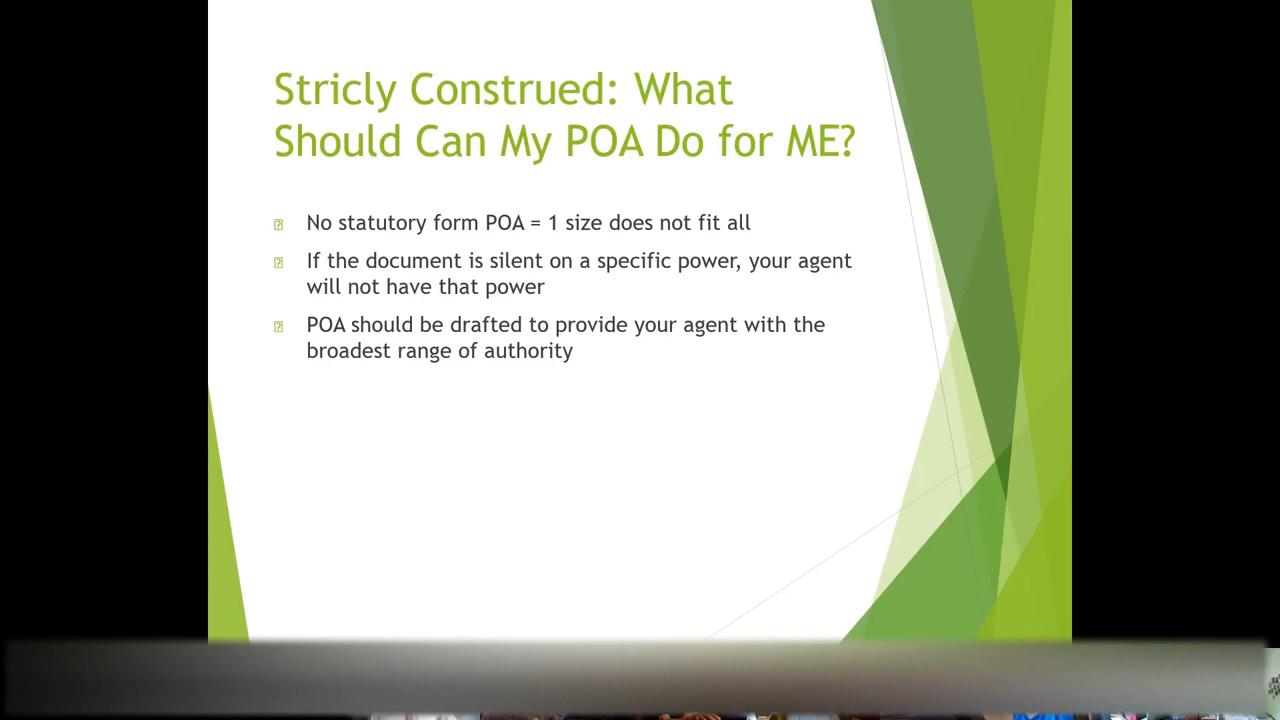 Stricly Construed: What
Should Can My POA Do for ME?
No statutory form POA = 1 size does not fit all
If the document is silent on a specific power, your agent
will not have that power
POA should be drafted to provide your agent with the
broadest range of authority